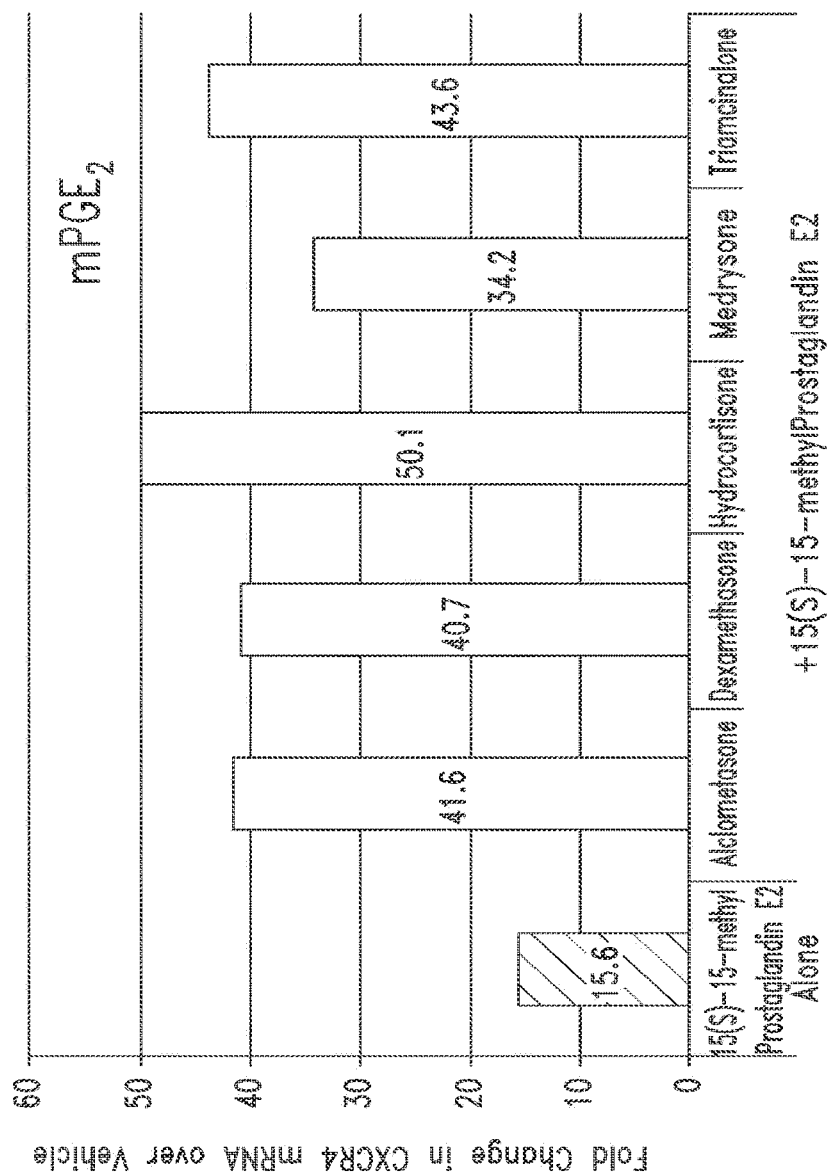 mPGE2
Fold Change in CXCR4 mRNA over Vehicle
60
50
40
30
20
10
0
15.6
41.6
40.7
50.1
34.2
43.6
15(S)-15-methyl
Prostaglandin E2
Alone
Alclometasone
Dexamethasone
Hydrocortisone
Medrysone
Triamcinalone
+15(S)-15-methylProstaglandin E2